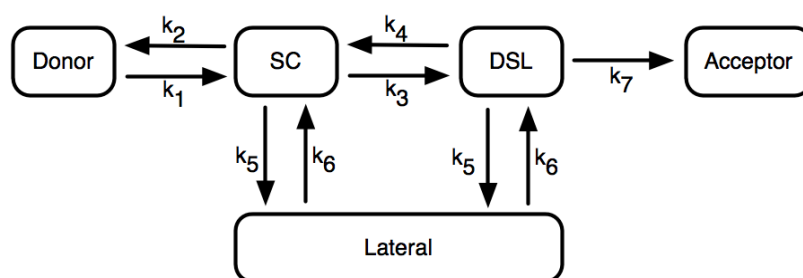 k2
k4
Donor
SC
DSL
Acceptor
k1
k3
k7
k5
k6
k5
k6
Lateral